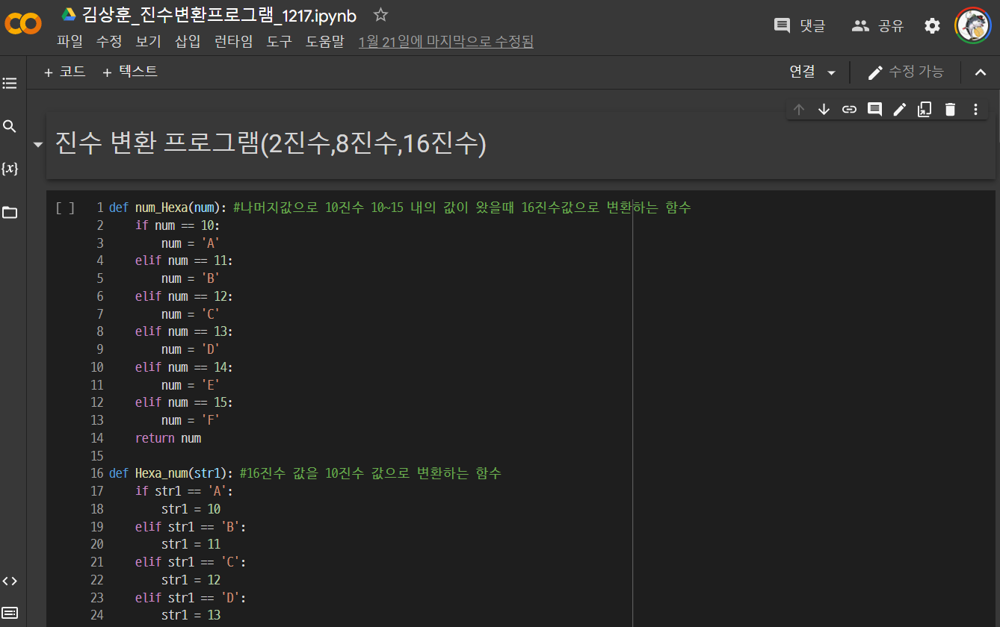 김상훈_진수변환프로그램_1217.ipynb
파일 수정 보기 삽입 런타임 도구 도움말 1월 21일에 마지막으로 수정됨
댓글 공유
+ 코드 + 텍스트
연결 수정 가능
{x}
진수 변환 프로그램(2진수,8진수,16진수)
[ ] 1 def num_Hexa(num): #나머지값으로 10진수 10~15 내의 값이 왔을때 16진수값으로 변환하는 함수
2     if num == 10:
3         num = 'A'
4     elif num == 11:
5         num = 'B'
6     elif num == 12:
7         num = 'C'
8     elif num == 13:
9         num = 'D'
10     elif num == 14:
11         num = 'E'
12     elif num == 15:
13         num = 'F'
14     return num
15
16 def Hexa_num(str1): #16진수 값을 10진수 값으로 변환하는 함수
17     if str1 == 'A':
18         str1 = 10
19     elif str1 == 'B':
20         str1 = 11
21     elif str1 == 'C':
22         str1 = 12
23     elif str1 == 'D':
24         str1 = 13